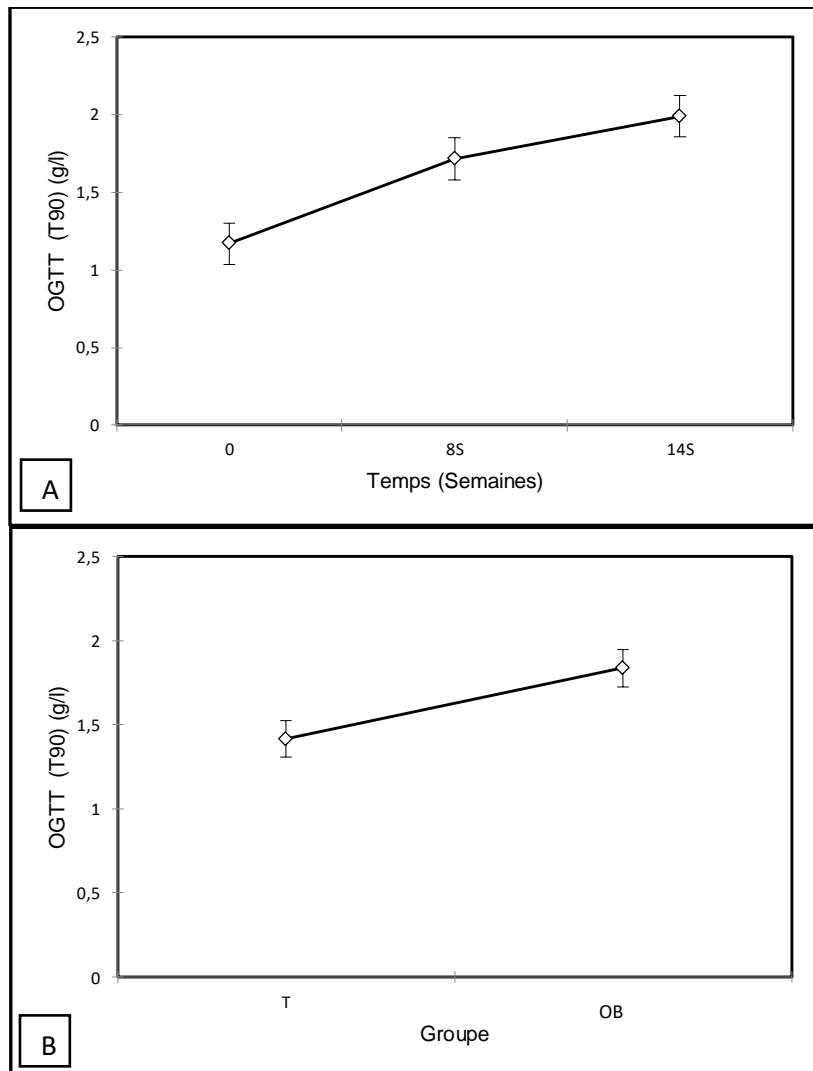 2,5
2
1,5
1
0,5
0
OGTT (T90) (g/l)
0 8S 14S
Temps (Semaines)
A
2,5
2
1,5
1
0,5
0
OGTT (T90) (g/l)
T OB
Groupe
B